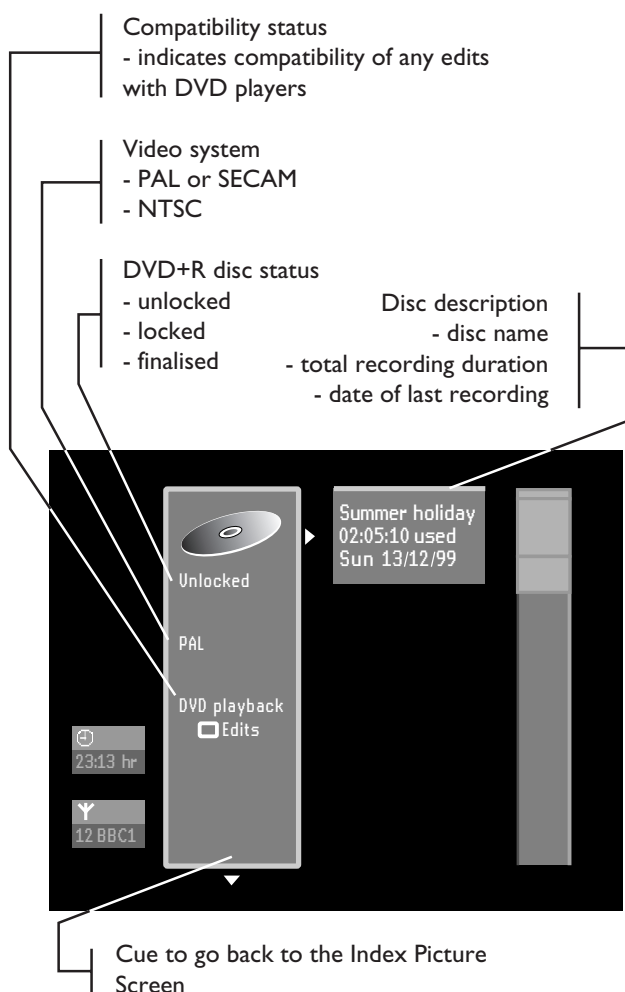 Compatibility status
- indicates compatibility of any edits
with DVD players
Video system
- PAL or SECAM
- NTSC
DVD+R disc status
- unlocked
- locked
- finalised
Disc description
- disc name
- total recording duration
- date of last recording
Summer holiday
02:05:10 used
Sun 13/12/99
Unlocked
PAL
DVD playback
Edits
23:13 hr
12 BBC1
Cue to go back to the Index Picture
Screen